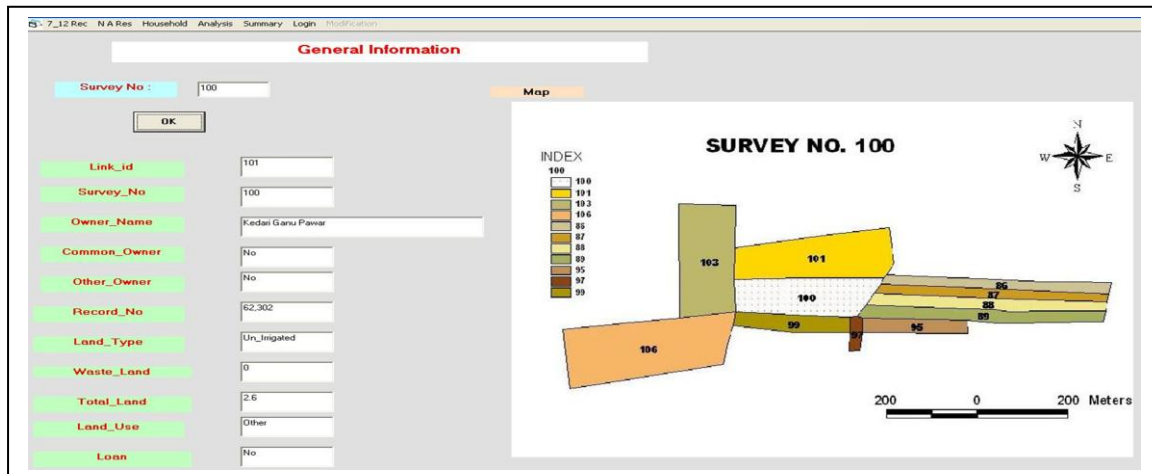 7_12 Rec N A Res Household Analysis Summary Login Modification
General Information
Survey No : 100
OK
Link_id 101
Survey_No 100
Owner_Name Kedari Ganu Pawar
Common_Owner No
Other_Owner No
Record_No 62,302
Land_Type Un_Irrigated
Waste_Land 0
Total_Land 2.6
Land_Use Other
Loan No
Map
SURVEY NO. 100
N
W E
S
INDEX
100
100
101
103
106
86
87
88
89
95
97
99
103
101
100
86
87
88
89
99
97
95
106
200 0 200 Meters